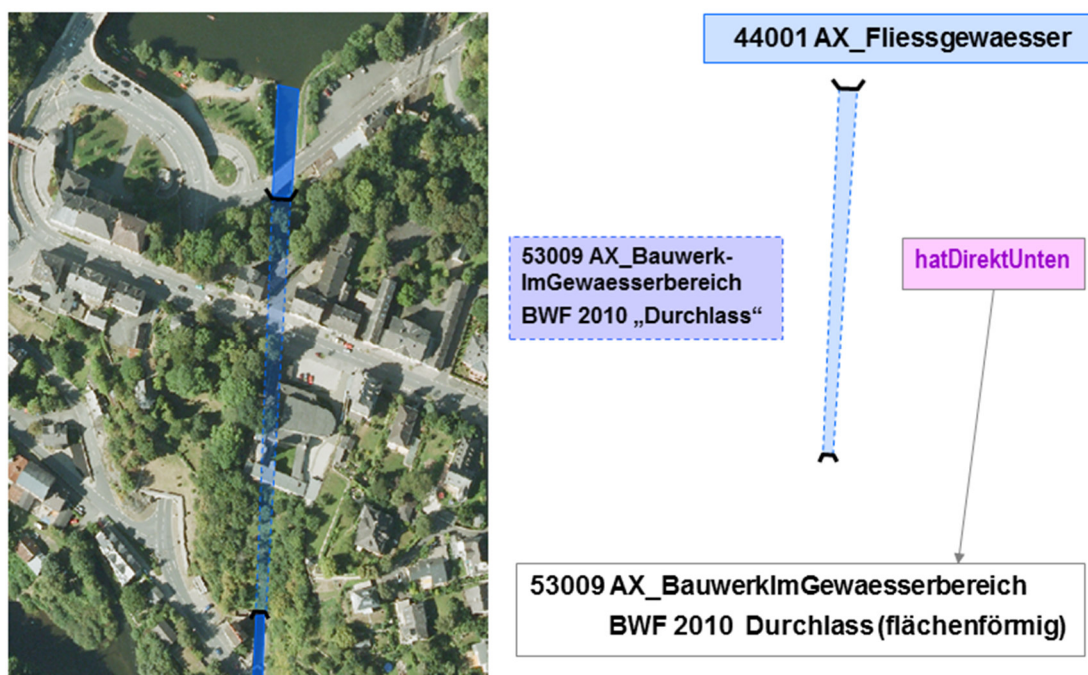 44001 AX_Fliessgewaesser
53009 AX_Bauwerk-
ImGewaesserbereich
BWF 2010 „Durchlass“
hatDirektUnten
53009 AX_BauwerkImGewaesserbereich
BWF 2010 Durchlass (flächenförmig)